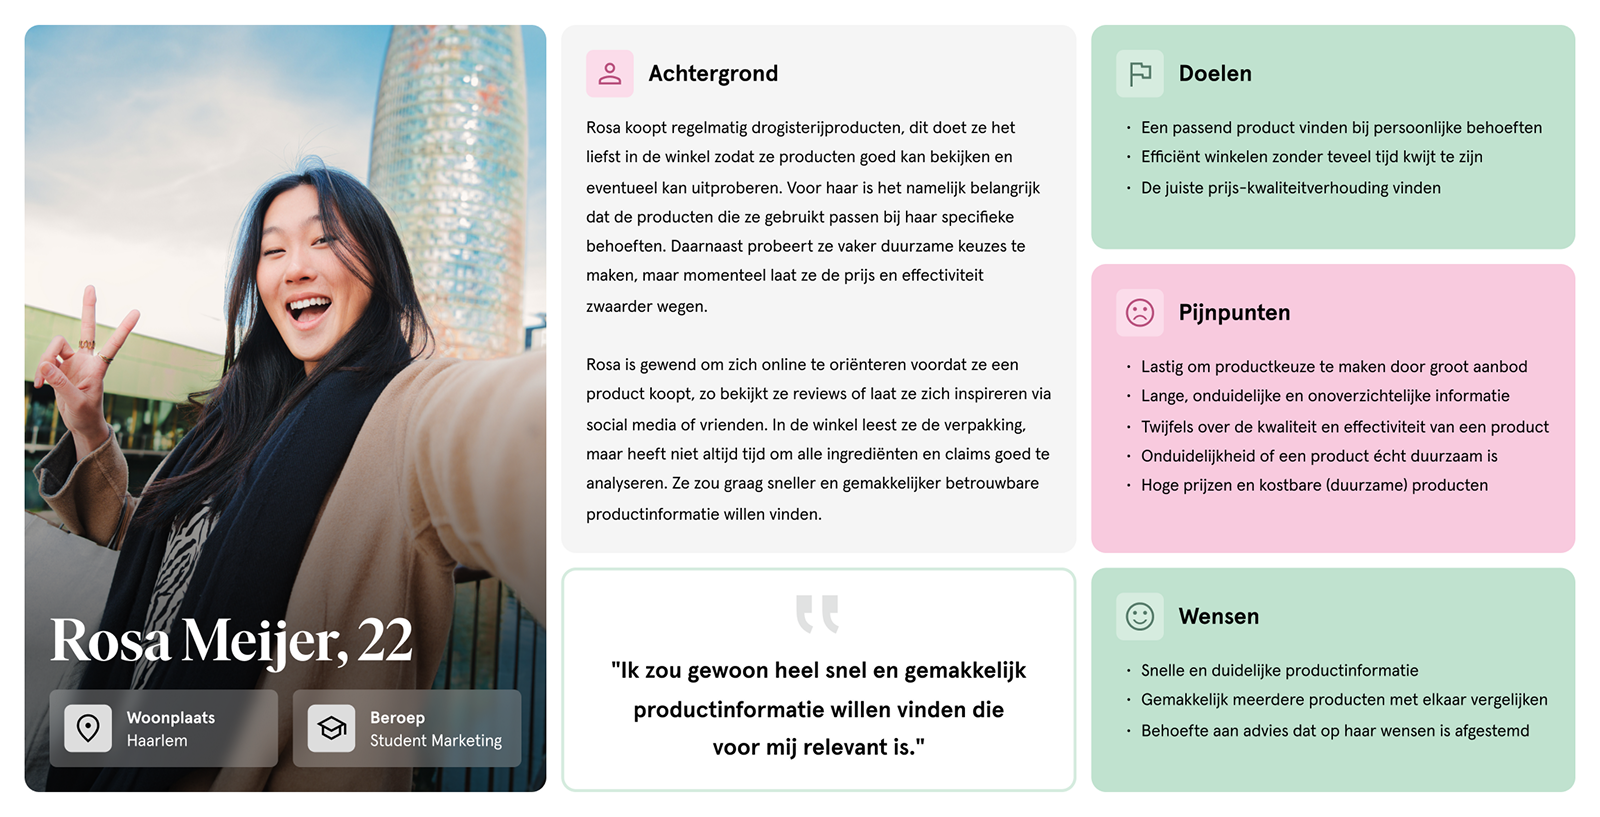 Rosa Meijer, 22
Woonplaats
Haarlem
Beroep
Student Marketing
Achtergrond
Rosa koopt regelmatig drogisterijproducten, dit doet ze het
liefst in de winkel zodat ze producten goed kan bekijken en
eventueel kan uitproberen. Voor haar is het namelijk belangrijk
dat de producten die ze gebruikt passen bij haar specifieke
behoeften. Daarnaast probeert ze vaker duurzame keuzes te
maken, maar momenteel laat ze de prijs en effectiviteit
zwaarder wegen.
Rosa is gewend om zich online te oriënteren voordat ze een
product koopt, zo bekijkt ze reviews of laat ze zich inspireren via
social media of vrienden. In de winkel leest ze de verpakking,
maar heeft niet altijd tijd om alle ingrediënten en claims goed te
analyseren. Ze zou graag sneller en gemakkelijker betrouwbare
productinformatie willen vinden.
"Ik zou gewoon heel snel en gemakkelijk
productinformatie willen vinden die
voor mij relevant is."
Doelen
· Een passend product vinden bij persoonlijke behoeften
· Efficiënt winkelen zonder teveel tijd kwijt te zijn
· De juiste prijs-kwaliteitverhouding vinden
Pijnpunten
· Lastig om productkeuze te maken door groot aanbod
· Lange, onduidelijke en onoverzichtelijke informatie
· Twijfels over de kwaliteit en effectiviteit van een product
· Onduidelijkheid of een product écht duurzaam is
· Hoge prijzen en kostbare (duurzame) producten
Wensen
· Snelle en duidelijke productinformatie
· Gemakkelijk meerdere producten met elkaar vergelijken
· Behoefte aan advies dat op haar wensen is afgestemd